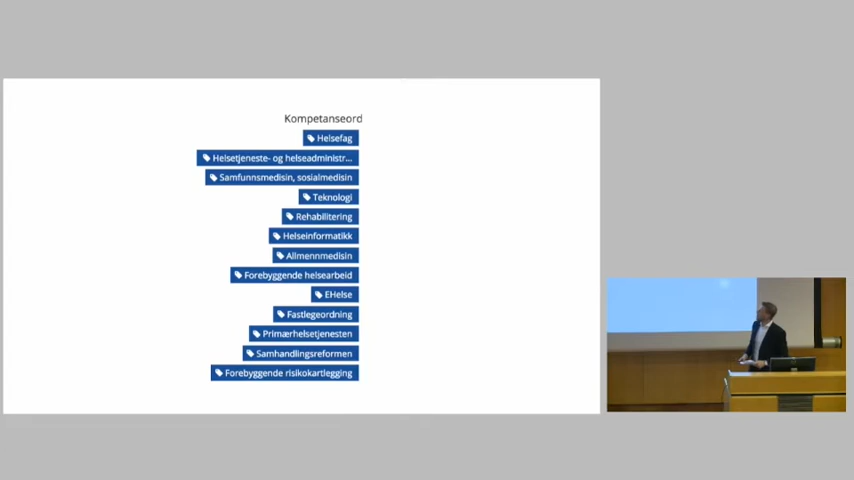 Kompetanseord
Helsefag
Helsetjeneste- og helseadministr...
Samfunnsmedisin, sosialmedisin
Teknologi
Rehabilitering
Helseinformatikk
Allmennmedisin
Forebyggende helsearbeid
EHelse
Fastlegeordning
Primærhelsetjenesten
Samhandlingsreformen
Forebyggende risikokartlegging